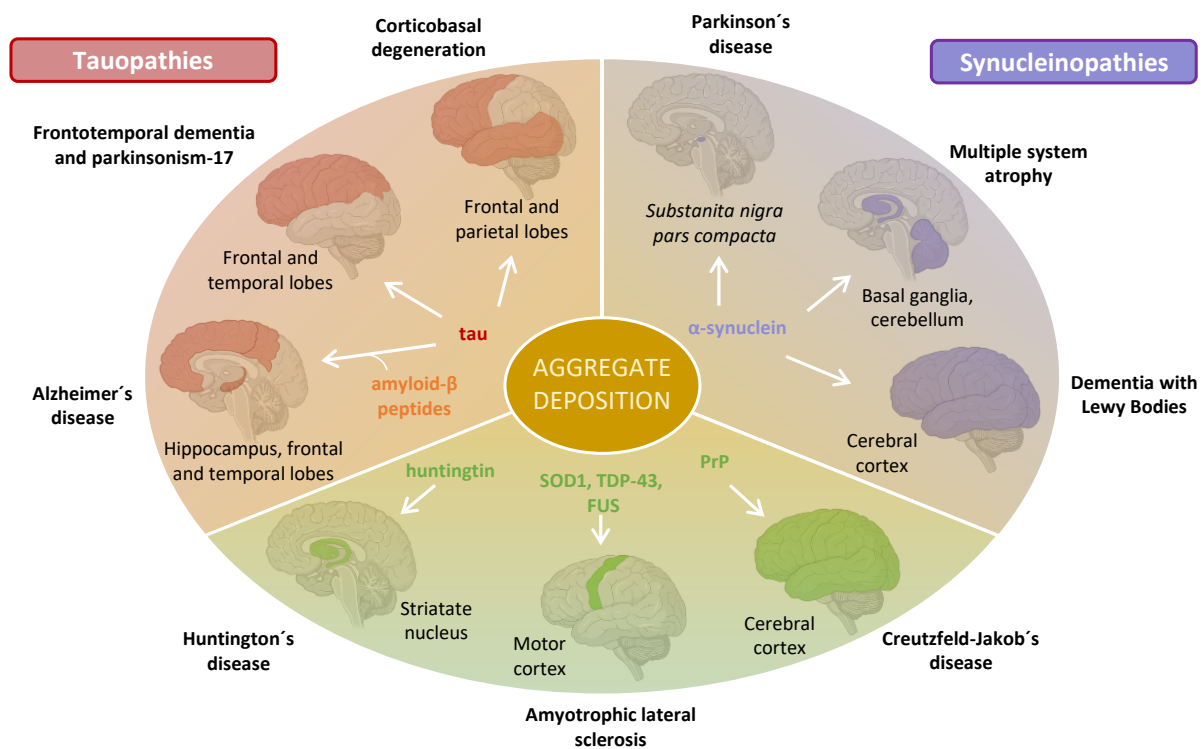 Corticobasal
degeneration
Parkinson´s
disease
Tauopathies
Synucleinopathies
Frontotemporal dementia
and parkinsonism-17
Multiple system
atrophy
Frontal and
parietal lobes
Substanita nigra
pars compacta
Frontal and
temporal lobes
Basal ganglia,
cerebellum
tau
α-synuclein
AGGREGATE
DEPOSITION
amyloid-β
peptides
Alzheimer´s
disease
Dementia with
Lewy Bodies
Hippocampus, frontal
and temporal lobes
Cerebral
cortex
huntingtin
SOD1, TDP-43,
FUS
PrP
Striatate
nucleus
Motor
cortex
Cerebral
cortex
Huntington´s
disease
Creutzfeld-Jakob´s
disease
Amyotrophic lateral
sclerosis